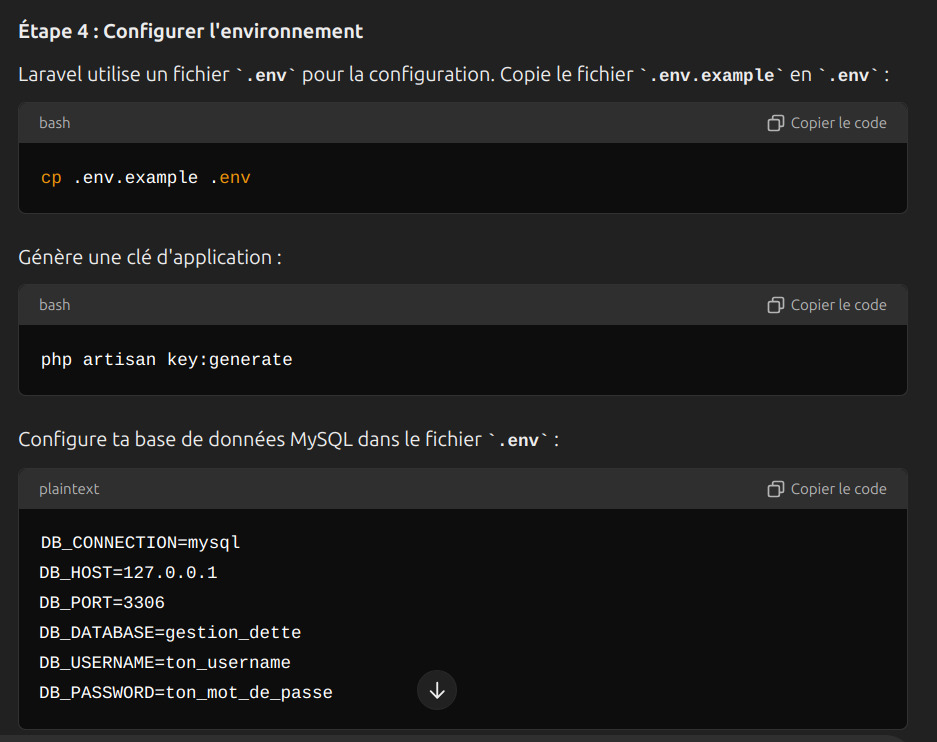 Étape 4 : Configurer l'environnement
Laravel utilise un fichier `.env` pour la configuration. Copie le fichier `.env.example` en `.env` :
bash
Copier le code
cp .env.example .env
Génère une clé d'application :
bash
Copier le code
php artisan key:generate
Configure ta base de données MySQL dans le fichier `.env` :
plaintext
Copier le code
DB_CONNECTION=mysql
DB_HOST=127.0.0.1
DB_PORT=3306
DB_DATABASE=gestion_dette
DB_USERNAME=ton_username
DB_PASSWORD=ton_mot_de_passe